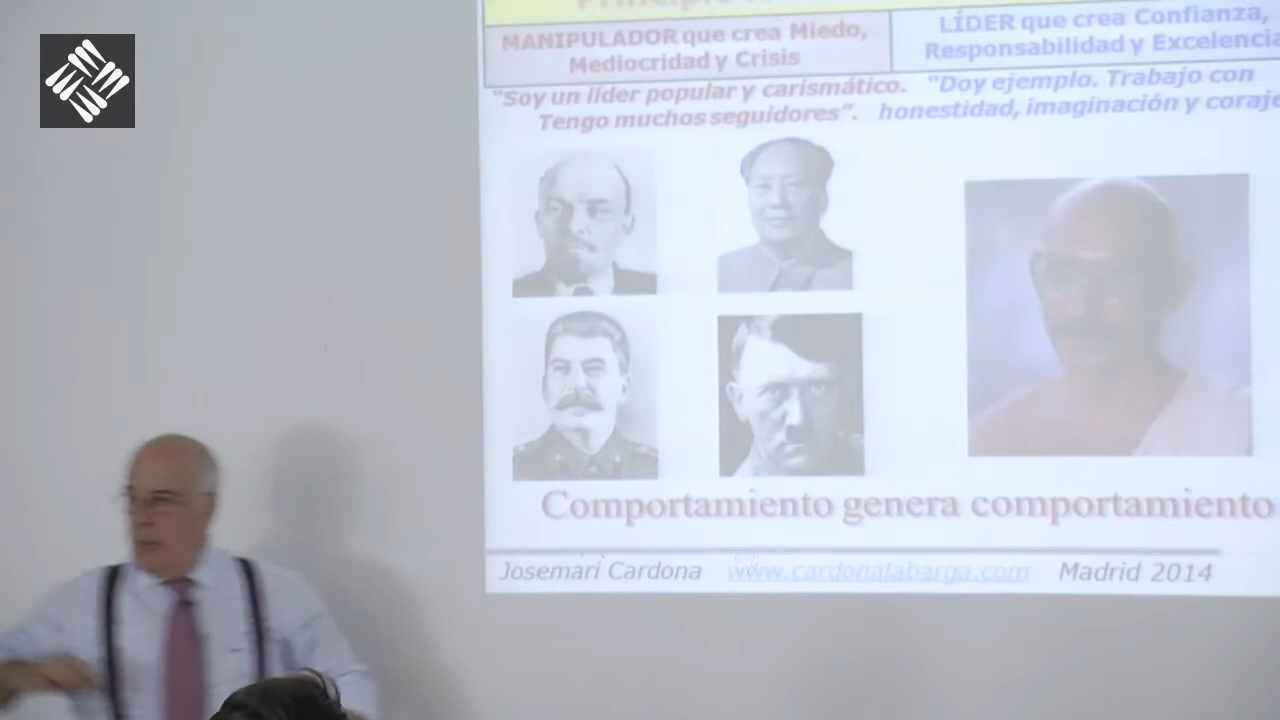 MANIPULADOR que crea Miedo,
Mediocridad y Crisis
LÍDER que crea Confianza,
Responsabilidad y Excelencia
"Soy un líder popular y carismático.
Tengo muchos seguidores".
"Doy ejemplo. Trabajo con
honestidad, imaginación y coraje
Comportamiento genera comportamiento
Josemari Cardona www.cardonalabarga.com Madrid 2014